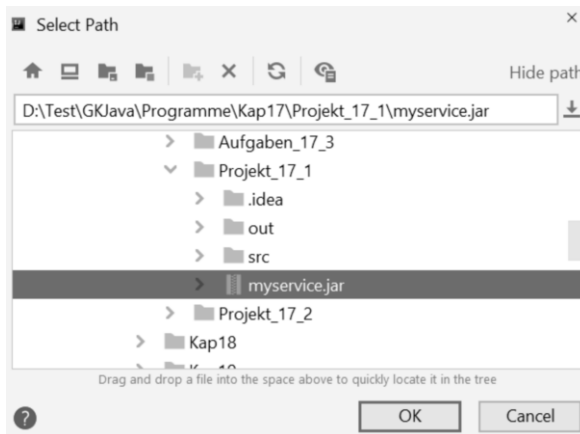 Select Path
Hide path
D:\Test\GKJava\Programme\Kap17\Projekt_17_1\myservice.jar
Aufgaben_17_3
Projekt_17_1
.idea
out
src
myservice.jar
Projekt_17_2
Kap18
Drag and drop a file into the space above to quickly locate it in the tree
? OK Cancel